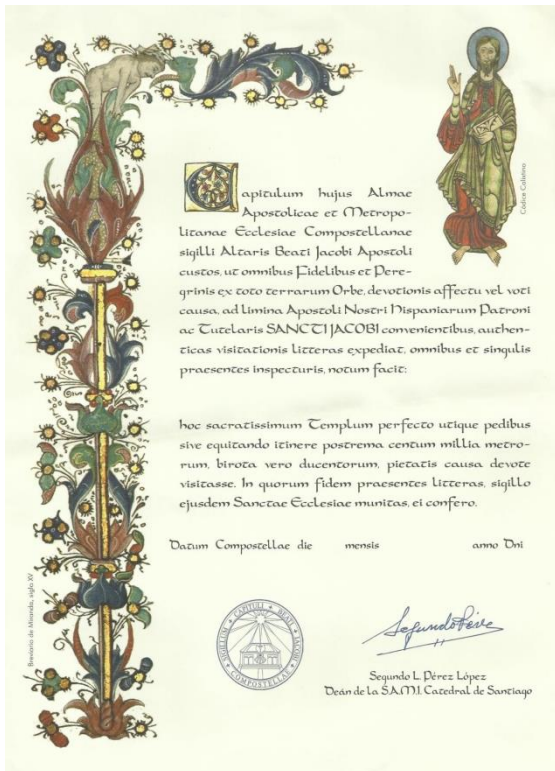 Capitulum hujus Almae
Apostolicae et Metropo-
litanae Ecclesiae Compostellanae
sigilli Altaris Beati Jacobi Apostoli
custos, ut omnibus Fidelibus et Pere-
grinis ex toto terrarum Orbe, devotionis affectu vel voti
causa, ad limina Apostoli Nostri Hispaniarum Patroni
ac Tutelaris SANCTI JACOBI convenientibus, authen-
ticas visitationis litteras expediat, omnibus et singulis
praesentes inspecturis, notum facit:
hoc sacratissimum Templum perfecto utique pedibus
sive equitando itinere postrema centum millia metro-
rum, birota vero ducentorum, pietatis causa devote
visitasse. In quorum fidem praesentes litteras, sigillo
ejusdem Sanctae Ecclesiae munitas, ei confero.
Datum Compostellae die mensis anno Dni
Segundo L. Pérez López
Deán de la S.A.M.I. Catedral de Santiago
SIGILLUM CAPITULI BEATI JACOBI COMPOSTELLAE
Códice Calixtino
Breviario de Miranda, siglo XV